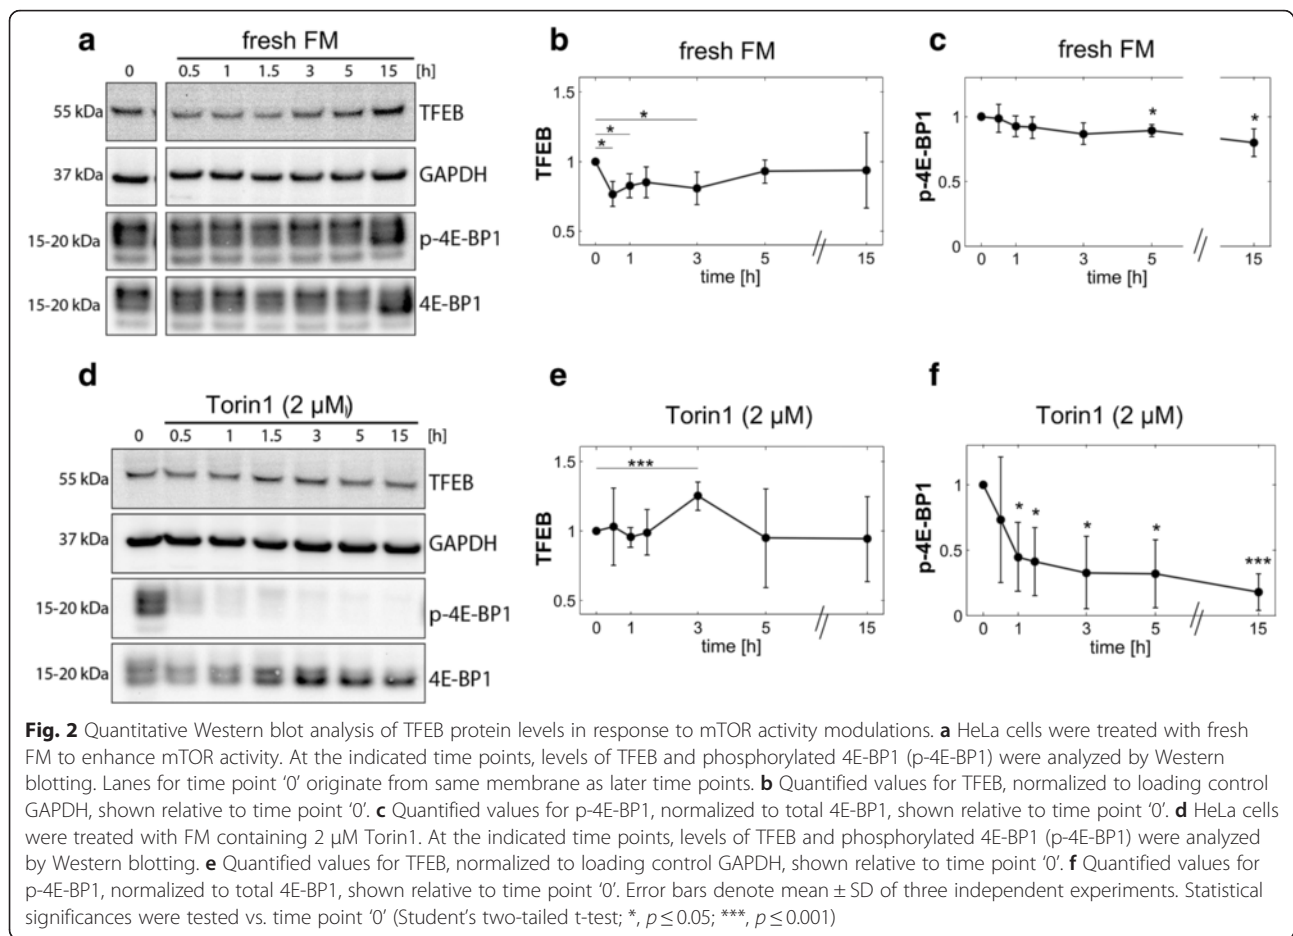 a
fresh FM
0 0.5 1 1.5 3 5 15 [h]
55 kDa TFEB
37 kDa GAPDH
15-20 kDa p-4E-BP1
15-20 kDa 4E-BP1
b
fresh FM
1.5
1
0.5
TFEB
* * *
0 1 3 5 15
time [h]
c
fresh FM
1
0.5
0
p-4E-BP1
* *
0 1 3 5 15
time [h]
d
Torin1 (2 µM)
0 0.5 1 1.5 3 5 15 [h]
55 kDa TFEB
37 kDa GAPDH
15-20 kDa p-4E-BP1
15-20 kDa 4E-BP1
e
Torin1 (2 µM)
1.5
1
0.5
TFEB
***
0 1 3 5 15
time [h]
f
Torin1 (2 µM)
1
0.5
0
p-4E-BP1
* * * * ***
0 1 3 5 15
time [h]
Fig. 2 Quantitative Western blot analysis of TFEB protein levels in response to mTOR activity modulations. a HeLa cells were treated with fresh
FM to enhance mTOR activity. At the indicated time points, levels of TFEB and phosphorylated 4E-BP1 (p-4E-BP1) were analyzed by Western
blotting. Lanes for time point ‘0’ originate from same membrane as later time points. b Quantified values for TFEB, normalized to loading control
GAPDH, shown relative to time point ‘0’. c Quantified values for p-4E-BP1, normalized to total 4E-BP1, shown relative to time point ‘0’. d HeLa cells
were treated with FM containing 2 µM Torin1. At the indicated time points, levels of TFEB and phosphorylated 4E-BP1 (p-4E-BP1) were analyzed
by Western blotting. e Quantified values for TFEB, normalized to loading control GAPDH, shown relative to time point ‘0’. f Quantified values for
p-4E-BP1, normalized to total 4E-BP1, shown relative to time point ‘0’. Error bars denote mean ± SD of three independent experiments. Statistical
significances were tested vs. time point ‘0’ (Student’s two-tailed t-test; *, p ≤ 0.05; ***, p ≤ 0.001)